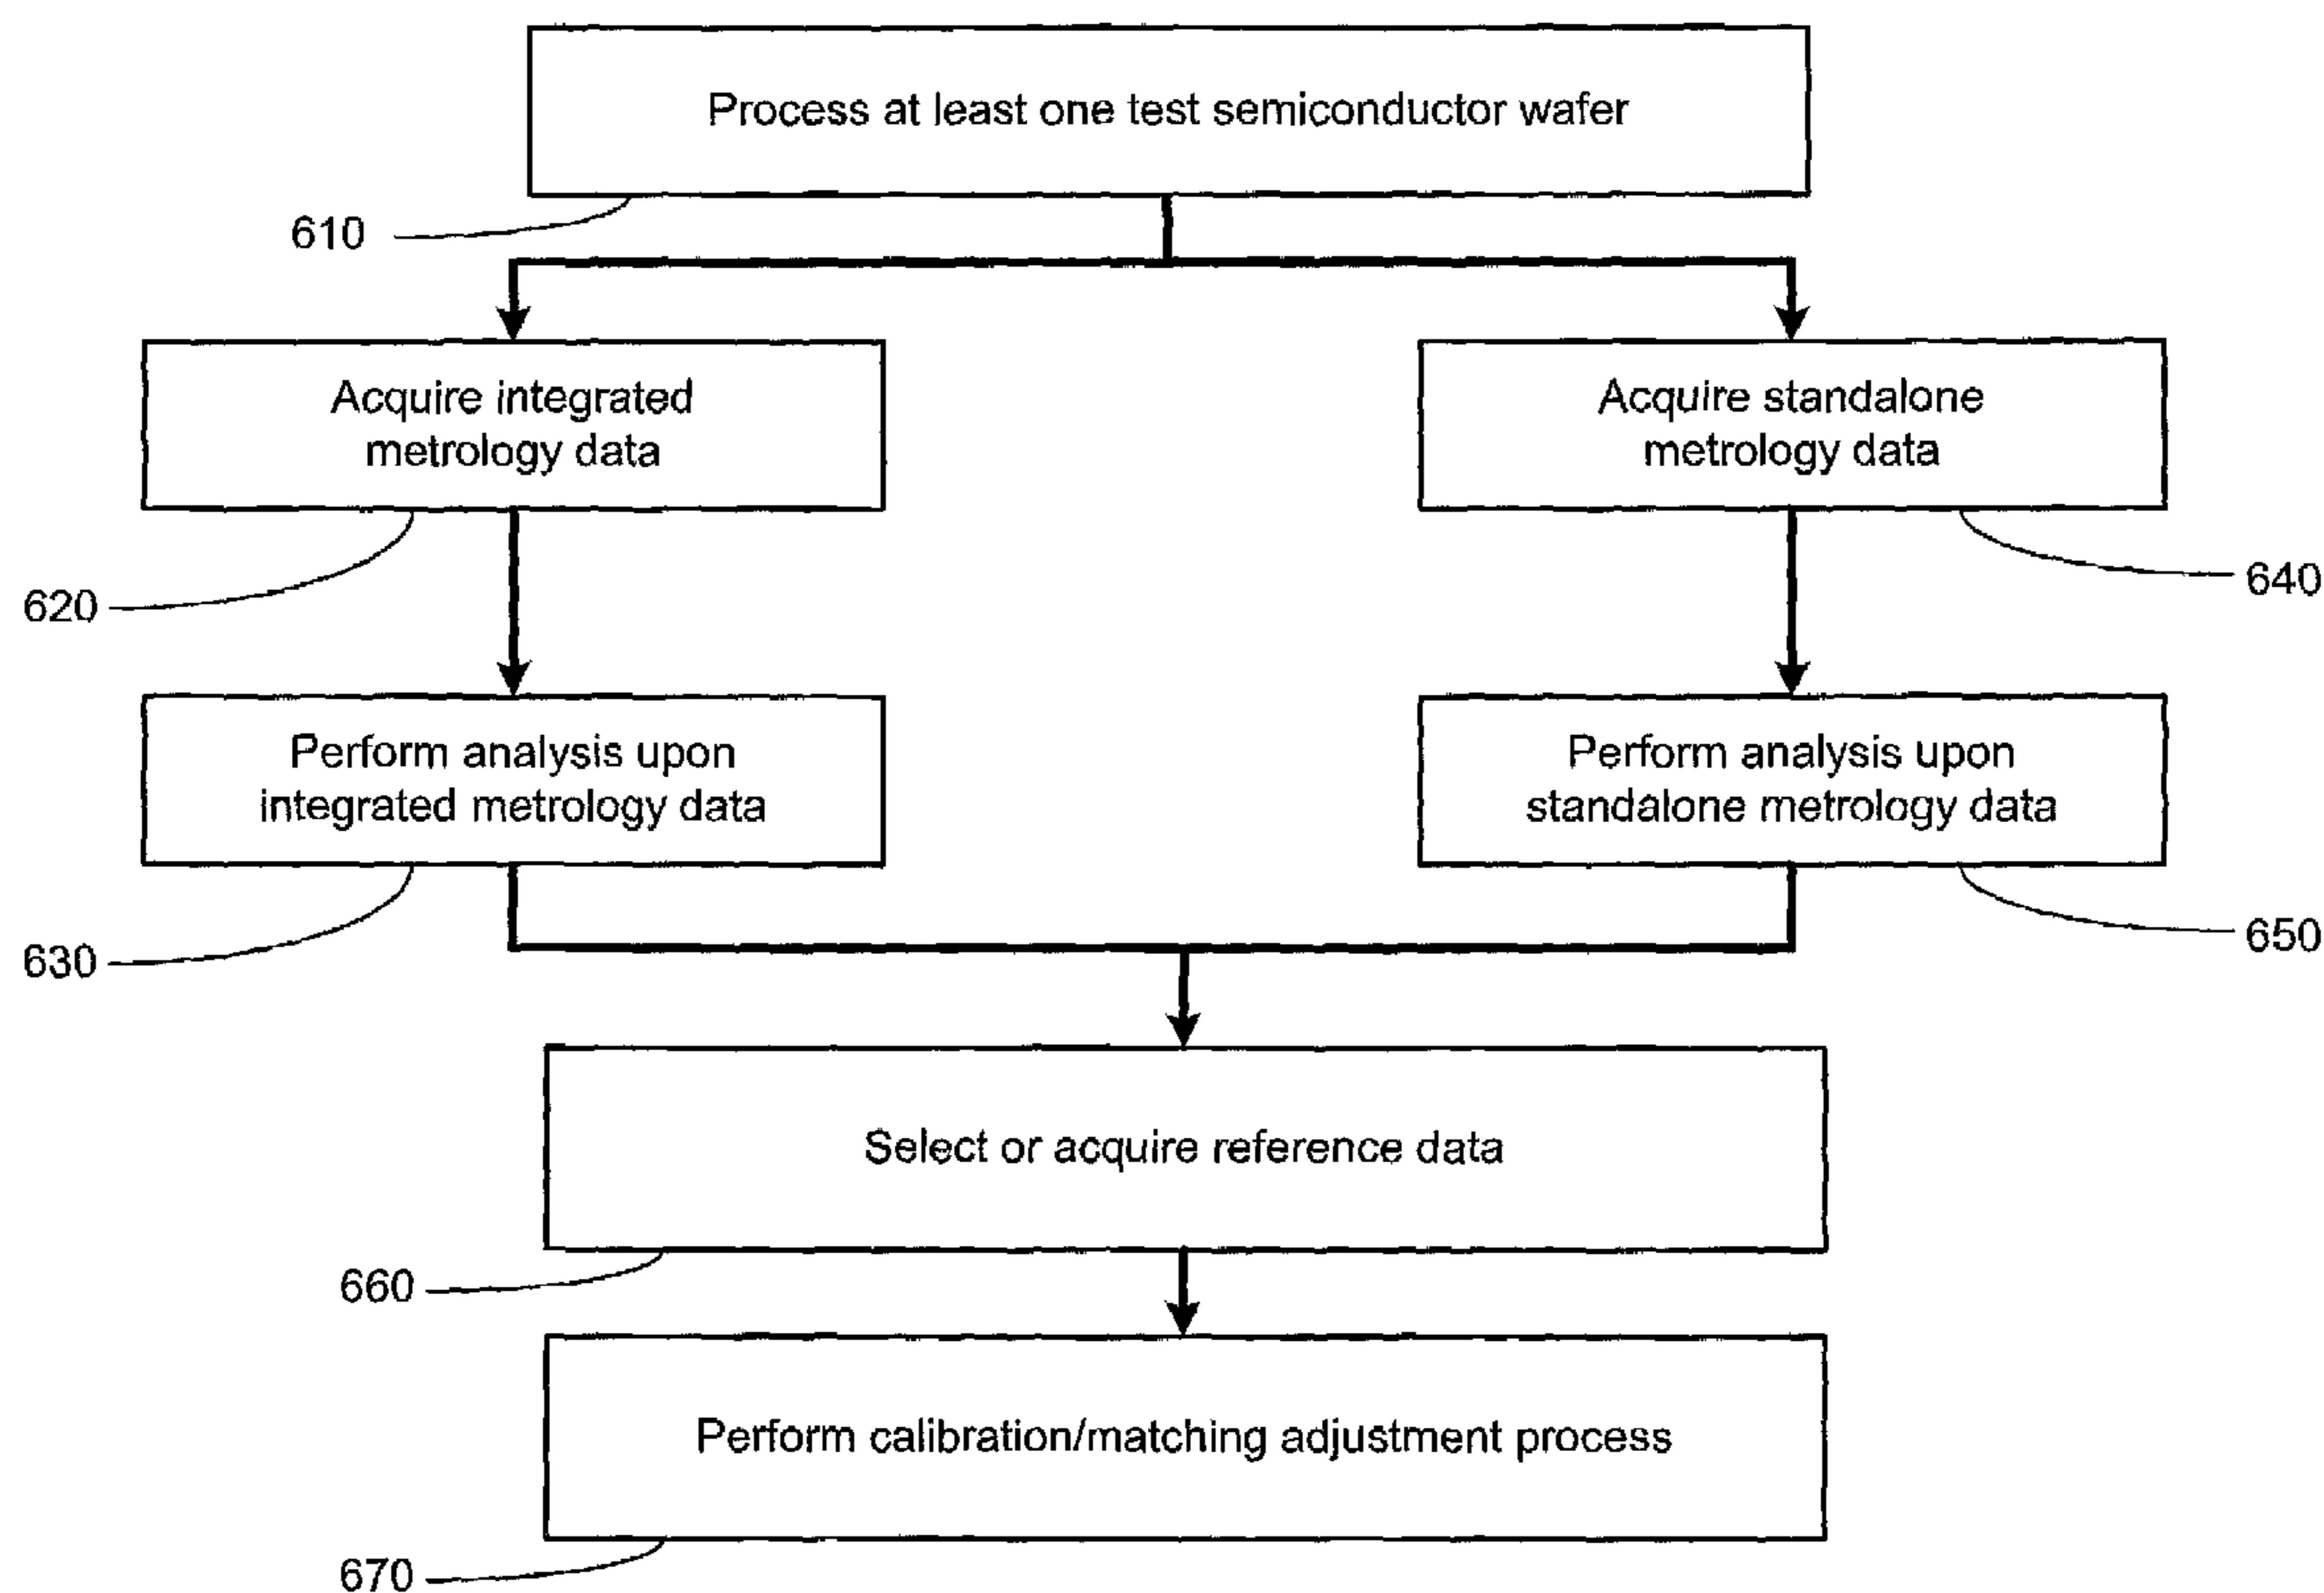 Process at least one test semiconductor wafer
610
Acquire integrated
metrology data
Acquire standalone
metrology data
620
640
Perform analysis upon
integrated metrology data
Perform analysis upon
standalone metrology data
630
650
Select or acquire reference data
660
Perform calibration/matching adjustment process
670